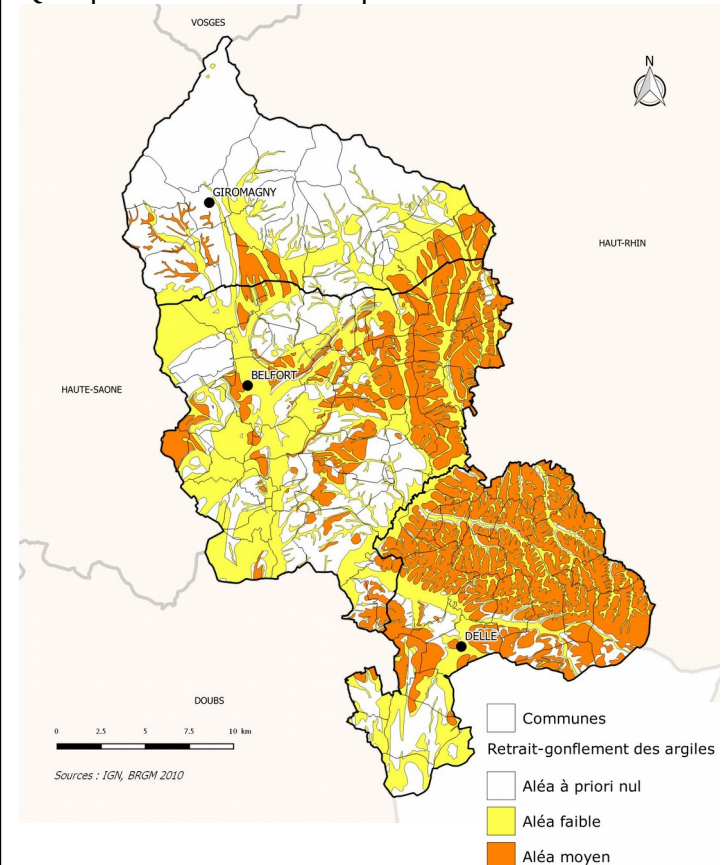 VOSGES
N
GIROMAGNY
HAUT-RHIN
BELFORT
HAUTE-SAONE
DELLE
DOUBS
Communes
0 2.5 5 7.5 10 km
Retrait-gonflement des argiles
Sources : IGN, BRGM 2010
Aléa à priori nul
Aléa faible
Aléa moyen